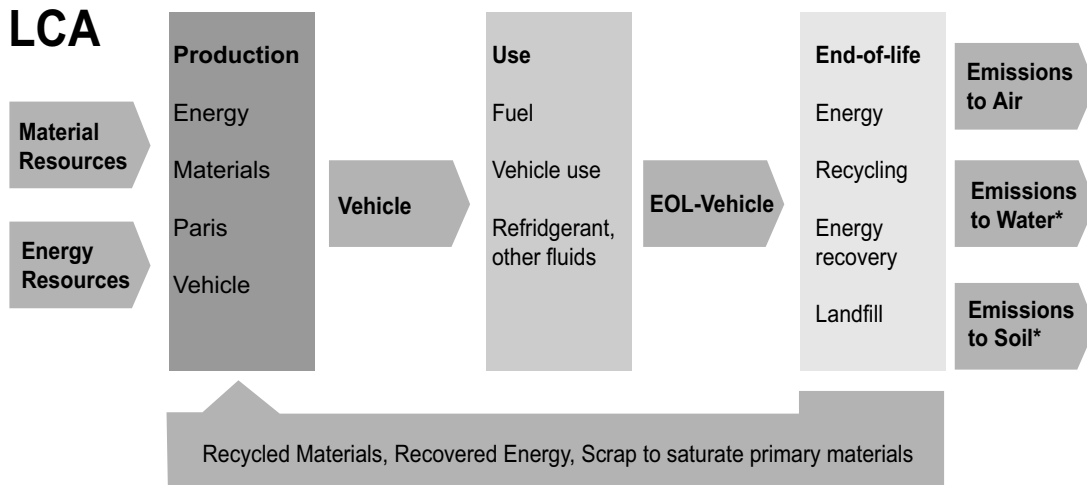 LCA
Material
Resources
Energy
Resources
Production
Energy
Materials
Paris
Vehicle
Vehicle
Use
Fuel
Vehicle use
Refridgerant,
other fluids
EOL-Vehicle
End-of-life
Energy
Recycling
Energy
recovery
Landfill
Emissions
to Air
Emissions
to Water*
Emissions
to Soil*
Recycled Materials, Recovered Energy, Scrap to saturate primary materials